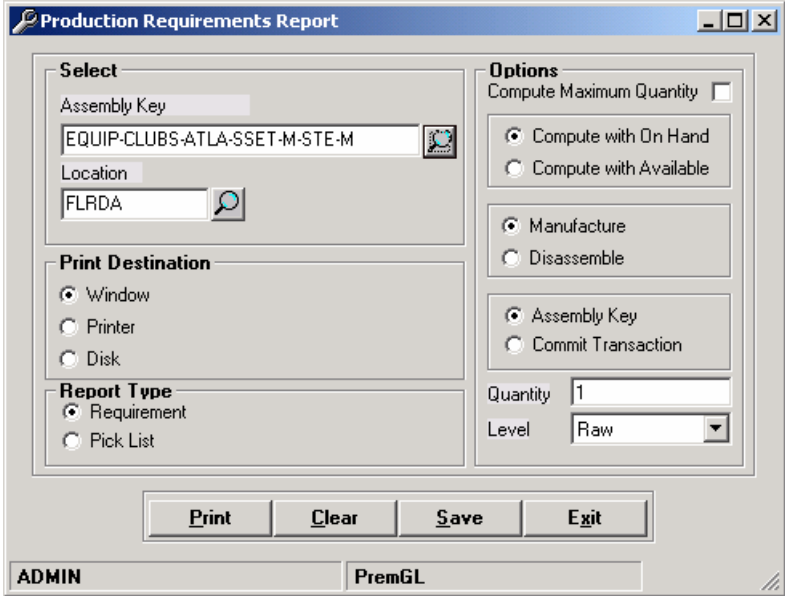 Production Requirements Report
Select
Assembly Key
EQUIP-CLUBS-ATLA-SSET-M-STE-M
Location
FLRDA
Print Destination
Window
Printer
Disk
Report Type
Requirement
Pick List
Options
Compute Maximum Quantity
Compute with On Hand
Compute with Available
Manufacture
Disassemble
Assembly Key
Commit Transaction
Quantity 1
Level Raw
Print Clear Save Exit
ADMIN PremGL